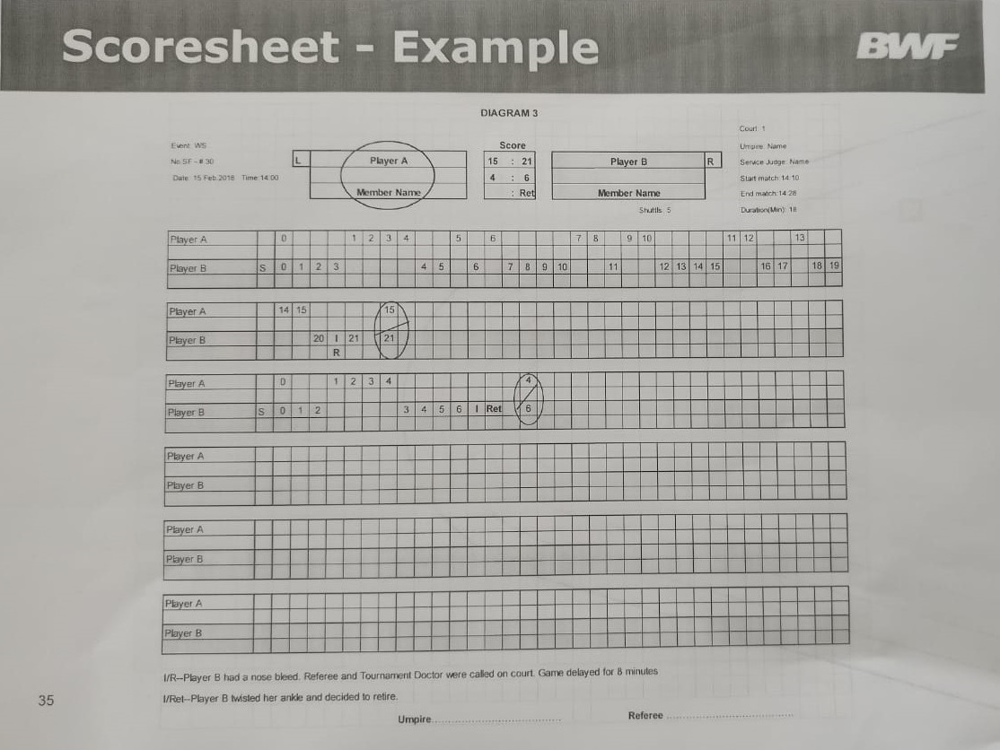 Scoresheet - Example
BWF
DIAGRAM 3
Court 1
Event: WS
Score
Umpire: Name
No:SF - # 30
L
Player A
15 : 21
Player B
R
Service Judge: Name
Date: 15 Feb.2018 Time:14:00
4 : 6
Start match:14:10
Member Name
: Ret
Member Name
End match:14:28
Shuttls: 5
Duration(Min): 18
Player A 0 1 2 3 4 5 6 7 8 9 10 11 12 13
Player B S 0 1 2 3 4 5 6 7 8 9 10 11 12 13 14 15 16 17 18 19
Player A 14 15 15
Player B 20 I 21 21
R
Player A 0 1 2 3 4 4
Player B S 0 1 2 3 4 5 6 I Ret 6
Player A
Player B
Player A
Player B
Player A
Player B
I/R--Player B had a nose bleed. Referee and Tournament Doctor were called on court. Game delayed for 8 minutes
I/Ret--Player B twisted her ankle and decided to retire.
35
Umpire........................................ Referee ........................................